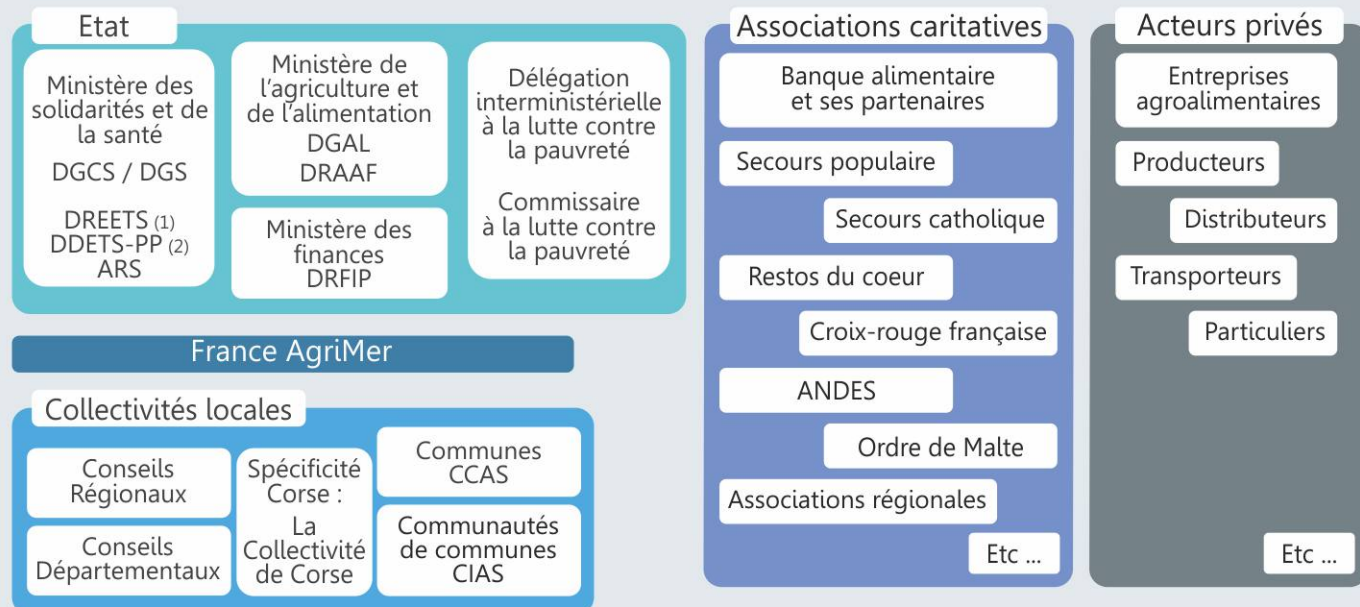 Etat
Ministère des
solidarités et de
la santé
DGCS / DGS
DREETS (1)
DDETS-PP (2)
ARS
Ministère de
l'agriculture et
de l'alimentation
DGAL
DRAAF
Ministère des
finances
DRFIP
Délégation
interministérielle
à la lutte contre
la pauvreté
Commissaire
à la lutte contre
la pauvreté
France AgriMer
Collectivités locales
Conseils
Régionaux
Conseils
Départementaux
Spécificité
Corse :
La
Collectivité
de Corse
Communes
CCAS
Communautés
de communes
CIAS
Associations caritatives
Banque alimentaire
et ses partenaires
Secours populaire
Secours catholique
Restos du coeur
Croix-rouge française
ANDES
Ordre de Malte
Associations régionales
Etc ...
Acteurs privés
Entreprises
agroalimentaires
Producteurs
Distributeurs
Transporteurs
Particuliers
Etc ...